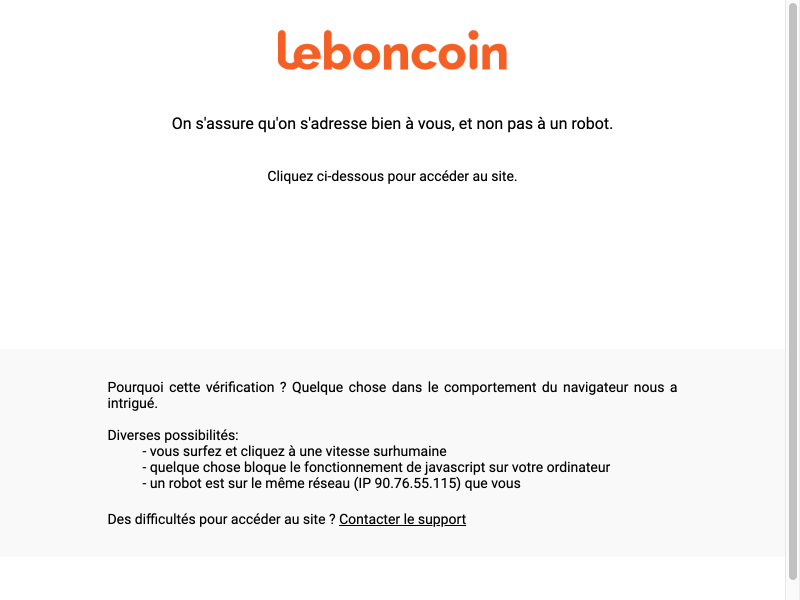 leboncoin
On s'assure qu'on s'adresse bien à vous, et non pas à un robot.
Cliquez ci-dessous pour accéder au site.
Pourquoi cette vérification ? Quelque chose dans le comportement du navigateur nous a
intrigué.
Diverses possibilités:
- vous surfez et cliquez à une vitesse surhumaine
- quelque chose bloque le fonctionnement de javascript sur votre ordinateur
- un robot est sur le même réseau (IP 90.76.55.115) que vous
Des difficultés pour accéder au site ? Contacter le support